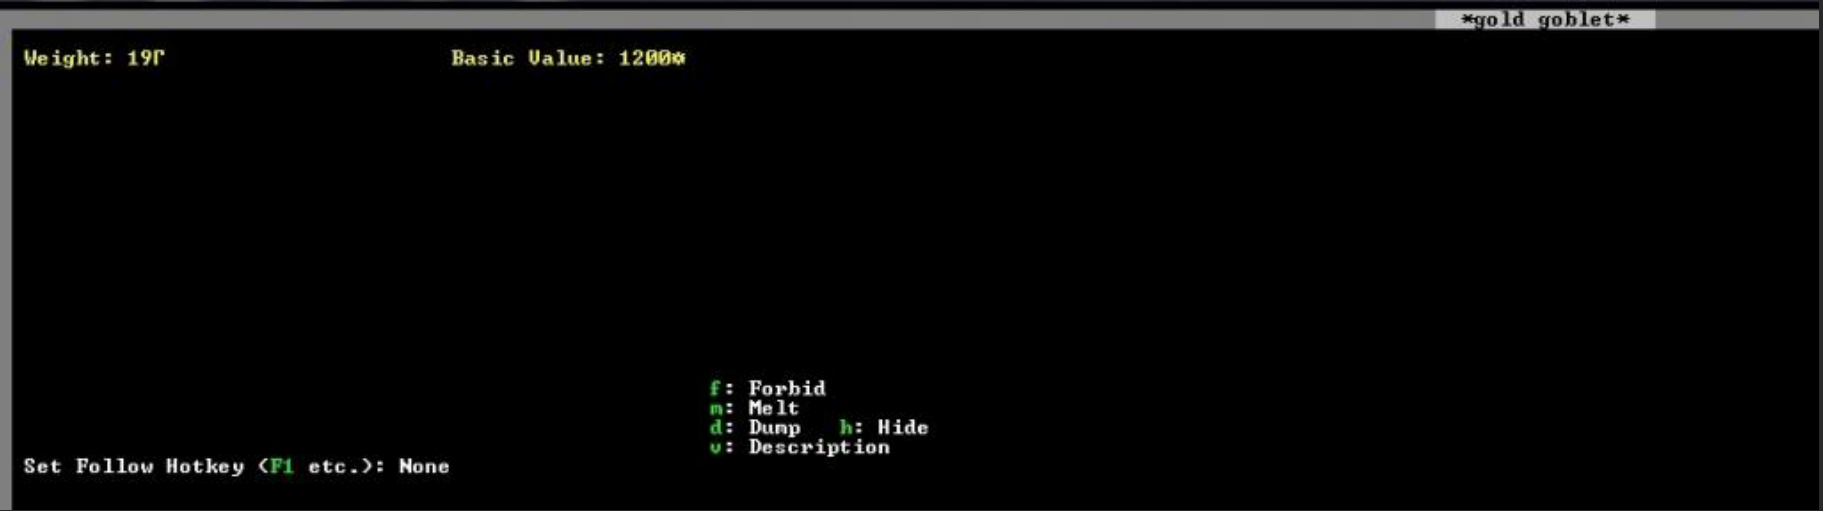 *gold goblet*
Weight: 19Γ Basic Value: 1200☼
f: Forbid
m: Melt
d: Dump h: Hide
v: Description
Set Follow Hotkey (F1 etc.): None